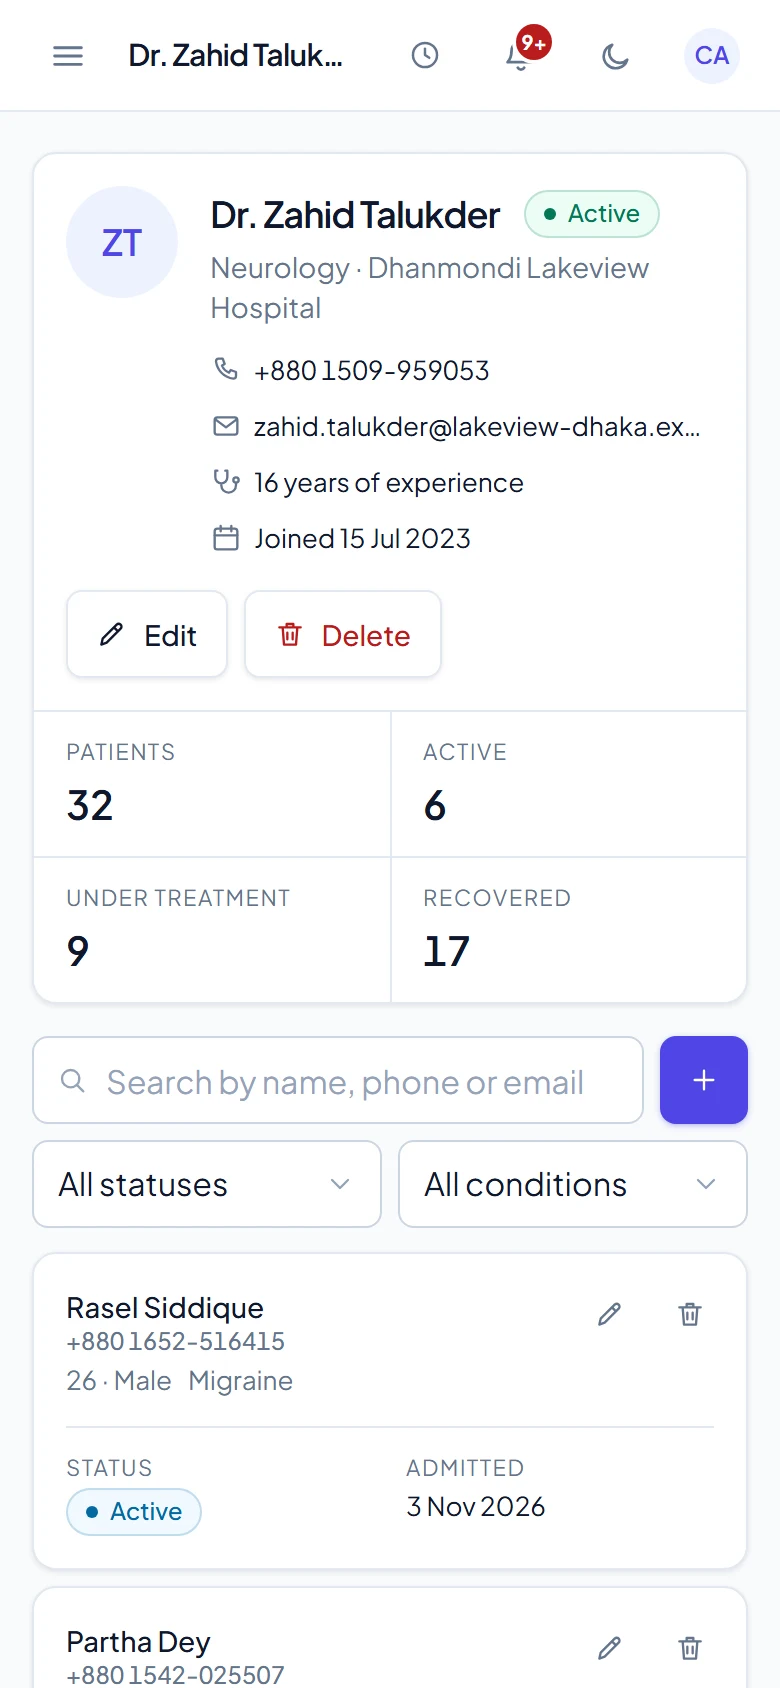 Dr. Zahid Taluk...
9+
CA
ZT
Dr. Zahid Talukder
Active
Neurology · Dhanmondi Lakeview
Hospital
+880 1509-959053
zahid.talukder@lakeview-dhaka.ex...
16 years of experience
Joined 15 Jul 2023
Edit
Delete
PATIENTS
ACTIVE
32
6
UNDER TREATMENT
RECOVERED
9
17
Search by name, phone or email
All statuses
All conditions
Rasel Siddique
+880 1652-516415
26 · Male Migraine
STATUS
ADMITTED
Active
3 Nov 2026
Partha Dey
+880 1542-025507